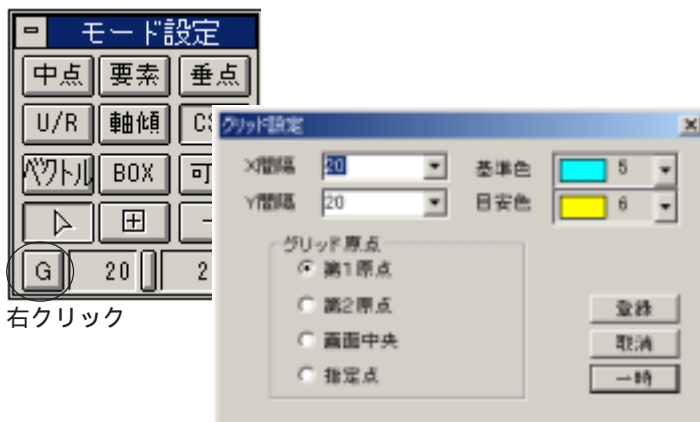 モード設定
中点 要素 垂点
U/R 軸傾
ベクトル BOX 可
G 20 2
右クリック
グリッド設定
X間隔 20 基準色 5
Y間隔 20 目安色 6
グリッド原点
第1原点
第2原点
画面中央
指定点
登録
取消
一時